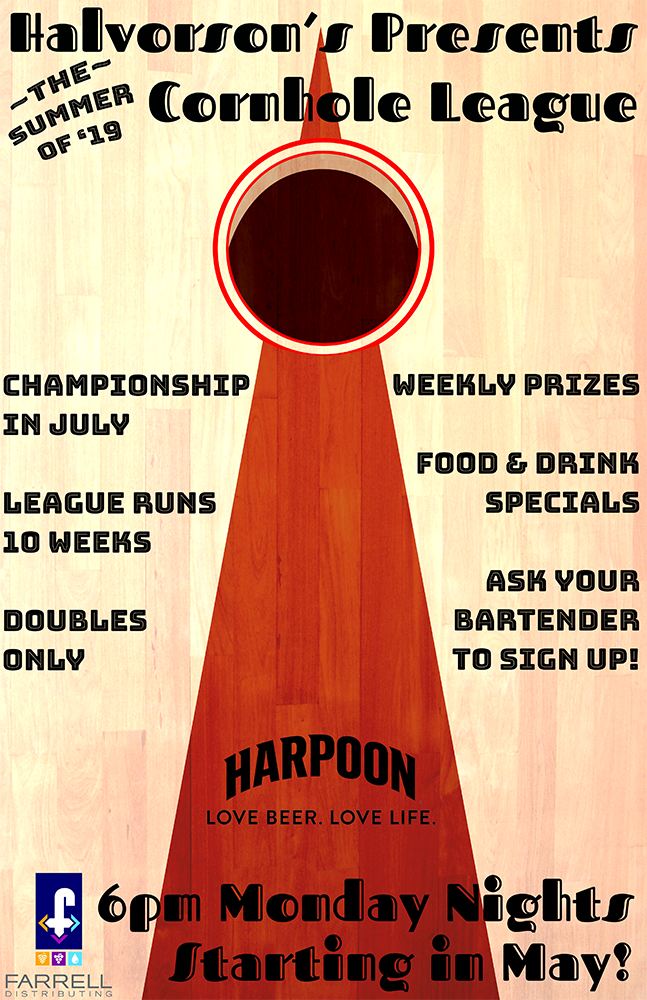 Halvorson's Presents
~THE~
SUMMER
OF '19
Cornhole League
CHAMPIONSHIP
IN JULY
LEAGUE RUNS
10 WEEKS
DOUBLES
ONLY
WEEKLY PRIZES
FOOD & DRINK
SPECIALS
ASK YOUR
BARTENDER
TO SIGN UP!
HARPOON
LOVE BEER. LOVE LIFE.
6pm Monday Nights
Starting in May!
f
FARRELL
DISTRIBUTING